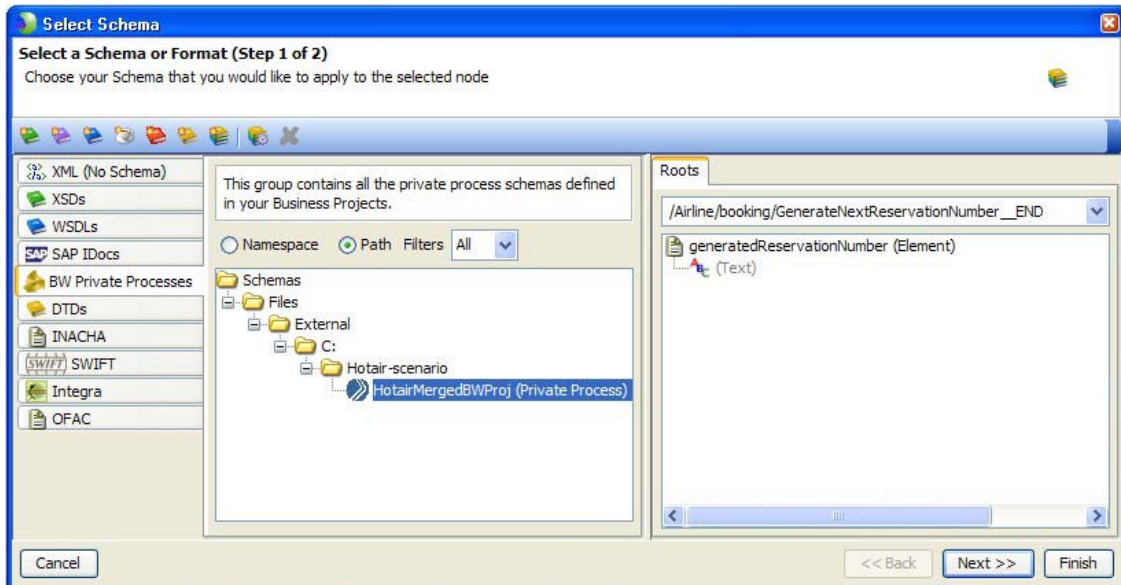 Select Schema
Select a Schema or Format (Step 1 of 2)
Choose your Schema that you would like to apply to the selected node
XML (No Schema)
XSDs
WSDLs
SAP SAP IDocs
BW Private Processes
DTDs
INACHA
SWIFT SWIFT
Integra
OFAC
This group contains all the private process schemas defined
in your Business Projects.
Namespace Path Filters All
Schemas
Files
External
C:
Hotair-scenario
HotairMergedBWProj (Private Process)
Roots
/Airline/booking/GenerateNextReservationNumber__END
generatedReservationNumber (Element)
ABC (Text)
Cancel
<< Back Next >> Finish